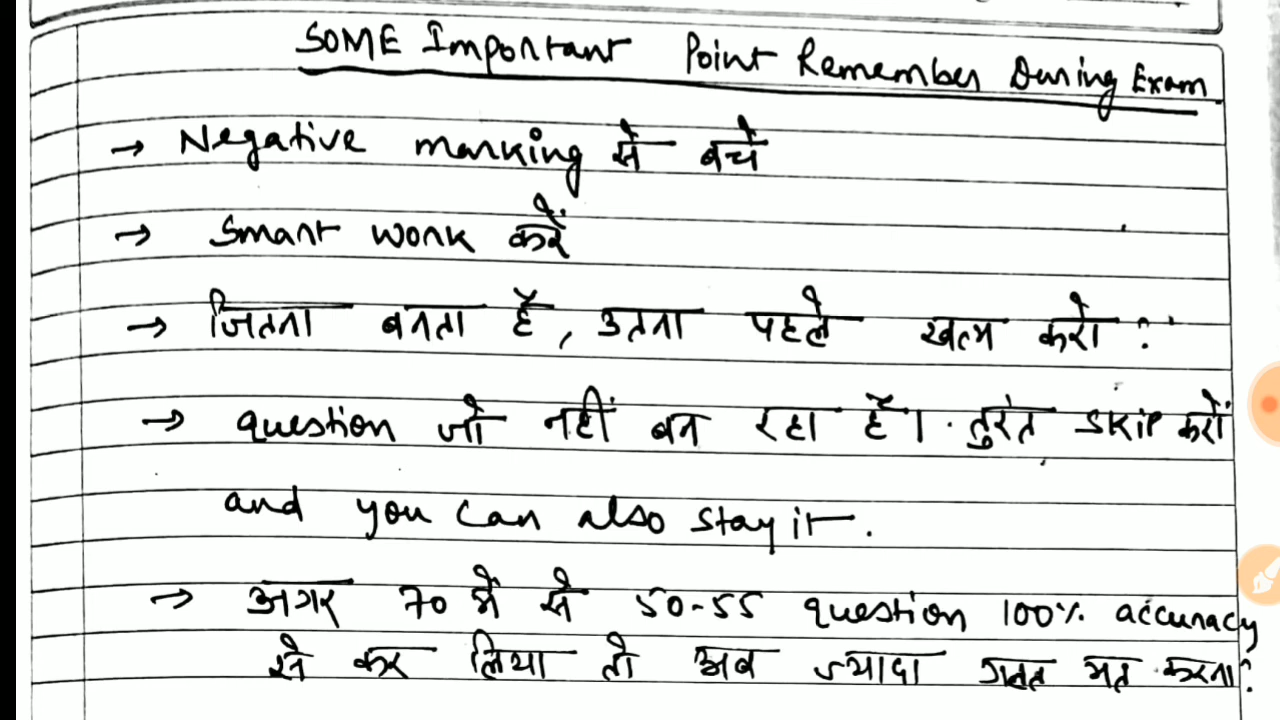 SOME Important Point Remember During Exam
→ Negative marking से बचे
→ Smart work करें
→ जितना बनता है, उतना पहले खत्म करो :
→ question जो नहीं बन रहा है। तुरंत skip करों
and you can also stay it.
→ अगर 70 में से 50-55 question 100% accuracy
से कर लिया तो अब ज्यादा गलत मत करना :